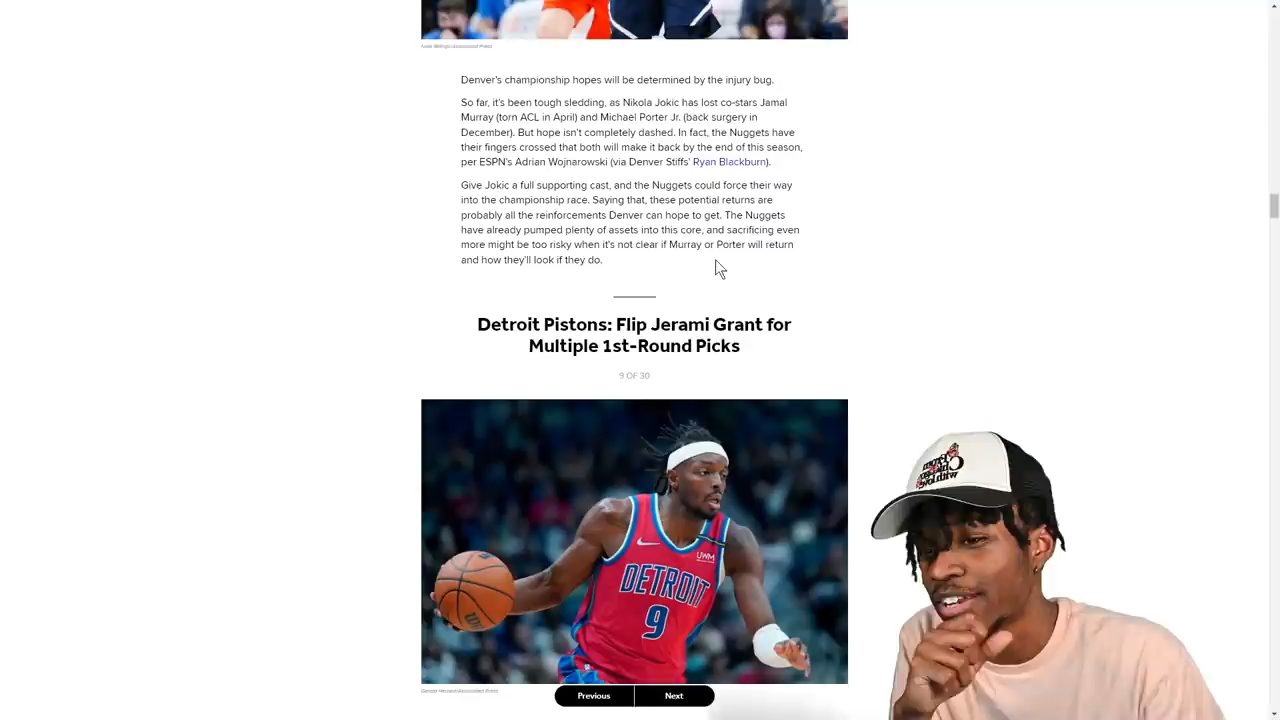 Denver's championship hopes will be determined by the injury bug.
So far, it's been tough sledding, as Nikola Jokic has lost co-stars Jamal
Murray (torn ACL in April) and Michael Porter Jr. (back surgery in
December). But hope isn't completely dashed. In fact, the Nuggets have
their fingers crossed that both will make it back by the end of this season,
per ESPN's Adrian Wojnarowski (via Denver Stiffs' Ryan Blackburn).
Give Jokic a full supporting cast, and the Nuggets could force their way
into the championship race. Saying that, these potential returns are
probably all the reinforcements Denver can hope to get. The Nuggets
have already pumped plenty of assets into this core, and sacrificing even
more might be too risky when it's not clear if Murray or Porter will return
and how they'll look if they do.
Detroit Pistons: Flip Jerami Grant for
Multiple 1st-Round Picks
9 OF 30
UWM
DETROIT
9
Previous
Next